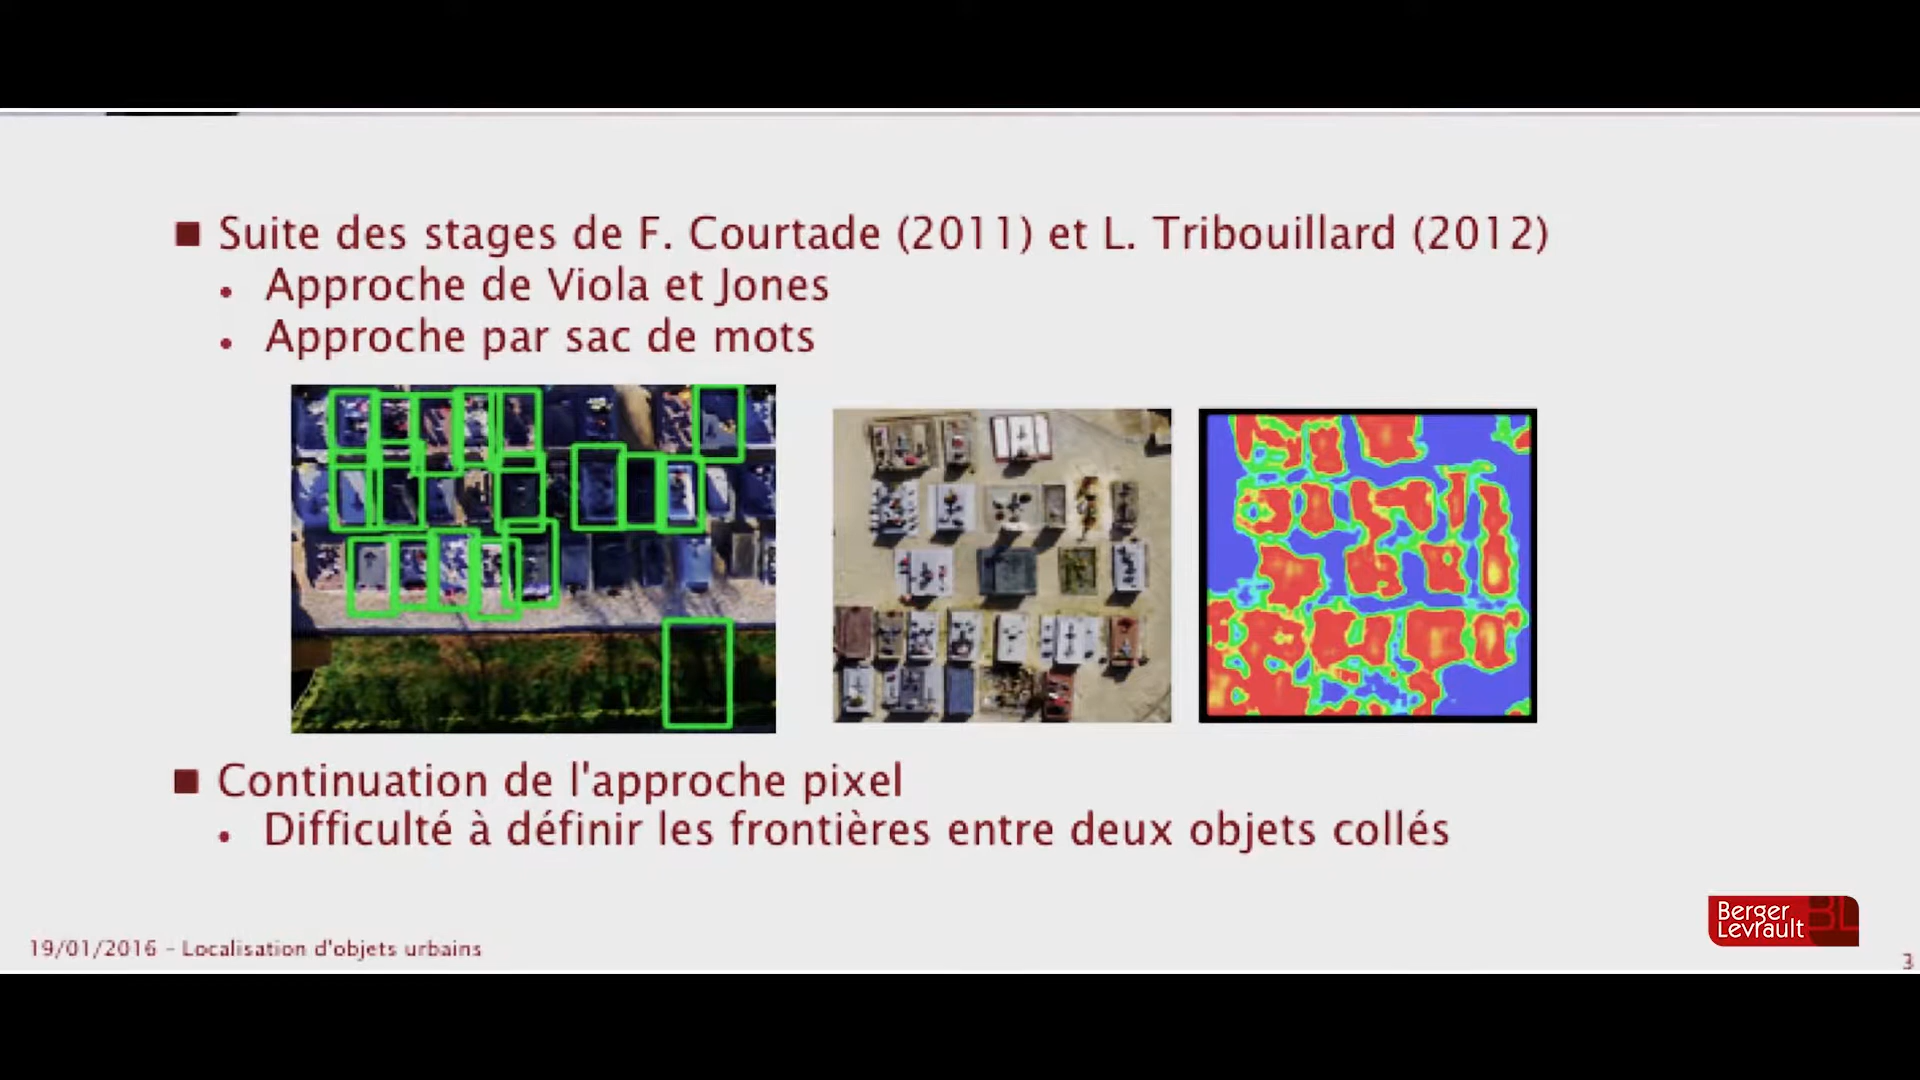 Suite des stages de F. Courtade (2011) et L. Tribouillard (2012)
Approche de Viola et Jones
Approche par sac de mots
Continuation de l'approche pixel
Difficulté à définir les frontières entre deux objets collés
Berger
Levrault
BL
19/01/2016 - Localisation d'objets urbains
3